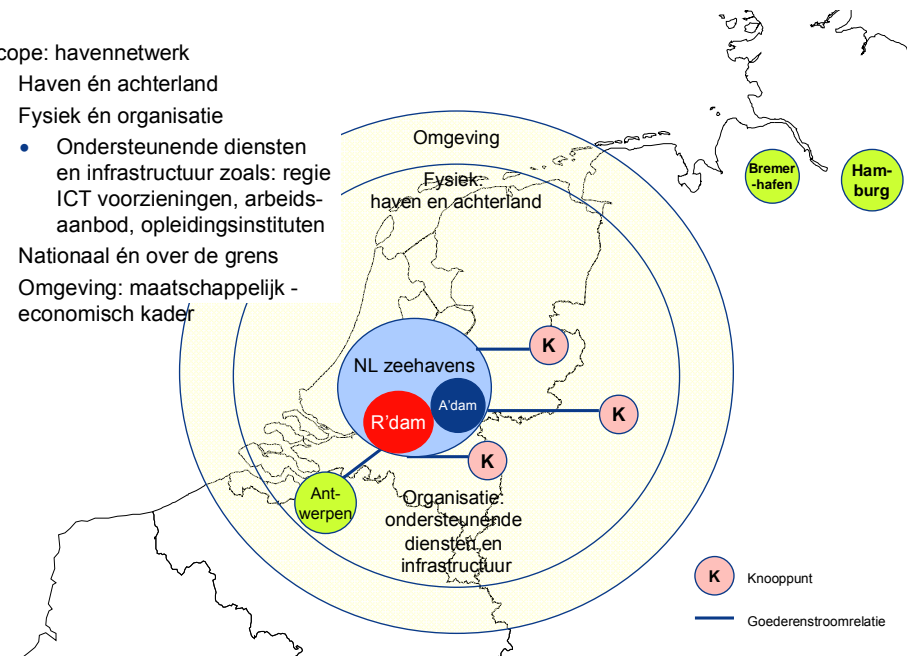 cope: havennetwerk
Haven én achterland
Fysiek én organisatie
• Ondersteunende diensten
en infrastructuur zoals: regie
ICT voorzieningen, arbeids-
aanbod, opleidingsinstituten
Nationaal én over de grens
Omgeving: maatschappelijk -
economisch kader
Omgeving
Fysiek:
haven en achterland
Bremer
-hafen
Ham-
burg
NL zeehavens
R'dam
A'dam
K
K
K
Ant-
werpen
Organisatie:
ondersteunende
diensten en
infrastructuur
K Knooppunt
Goederenstroomrelatie